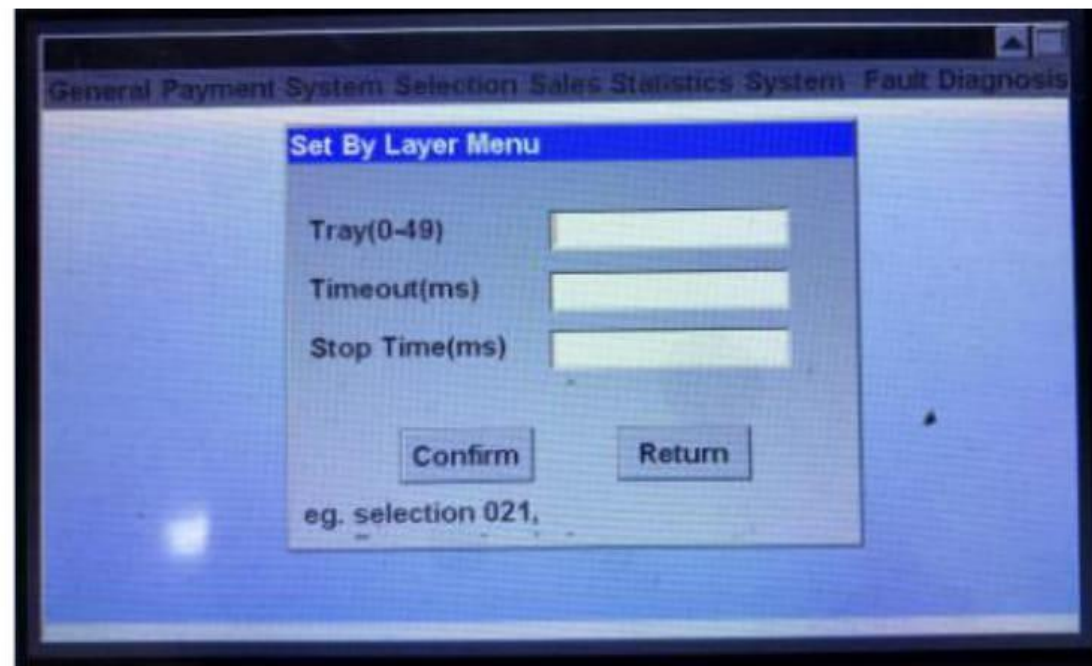 General Payment System Selection Sales Statistics System Fault Diagnosis
Set By Layer Menu
Tray(0-49)
Timeout(ms)
Stop Time(ms)
Confirm Return
eg. selection 021,